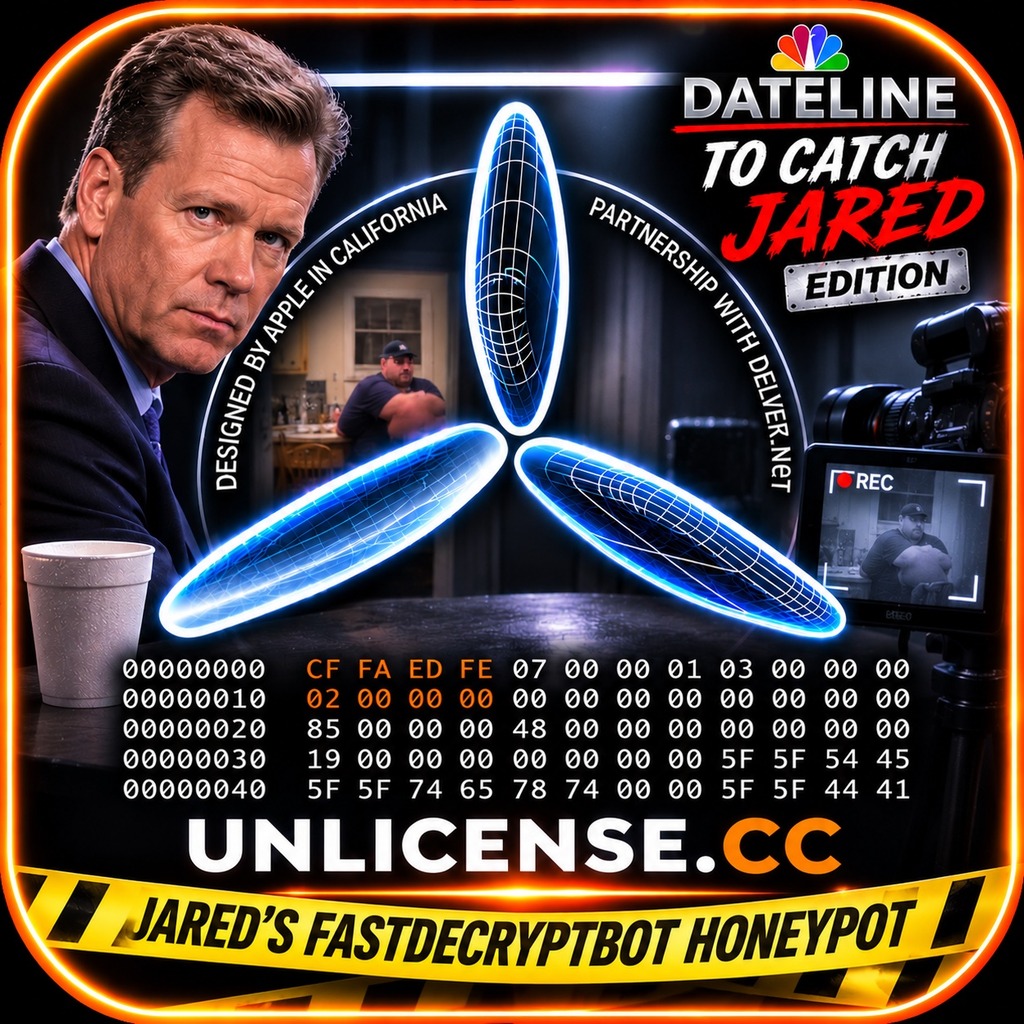 DATELINE
TO CATCH
JARED
EDITION
DESIGNED BY APPLE IN CALIFORNIA
PARTNERSHIP WITH DELVER.NET
REC
00000000 CF FA ED FE 07 00 00 01 03 00 00 00
00000010 02 00 00 00 00 00 00 00 00 00 00 00
00000020 85 00 00 00 48 00 00 00 00 00 00 00
00000030 19 00 00 00 00 00 00 00 5F 5F 54 45
00000040 5F 5F 74 65 78 74 00 00 5F 5F 44 41
UNLICENSE.CC
JARED'S FASTDECRYPTBOT HONEYPOT